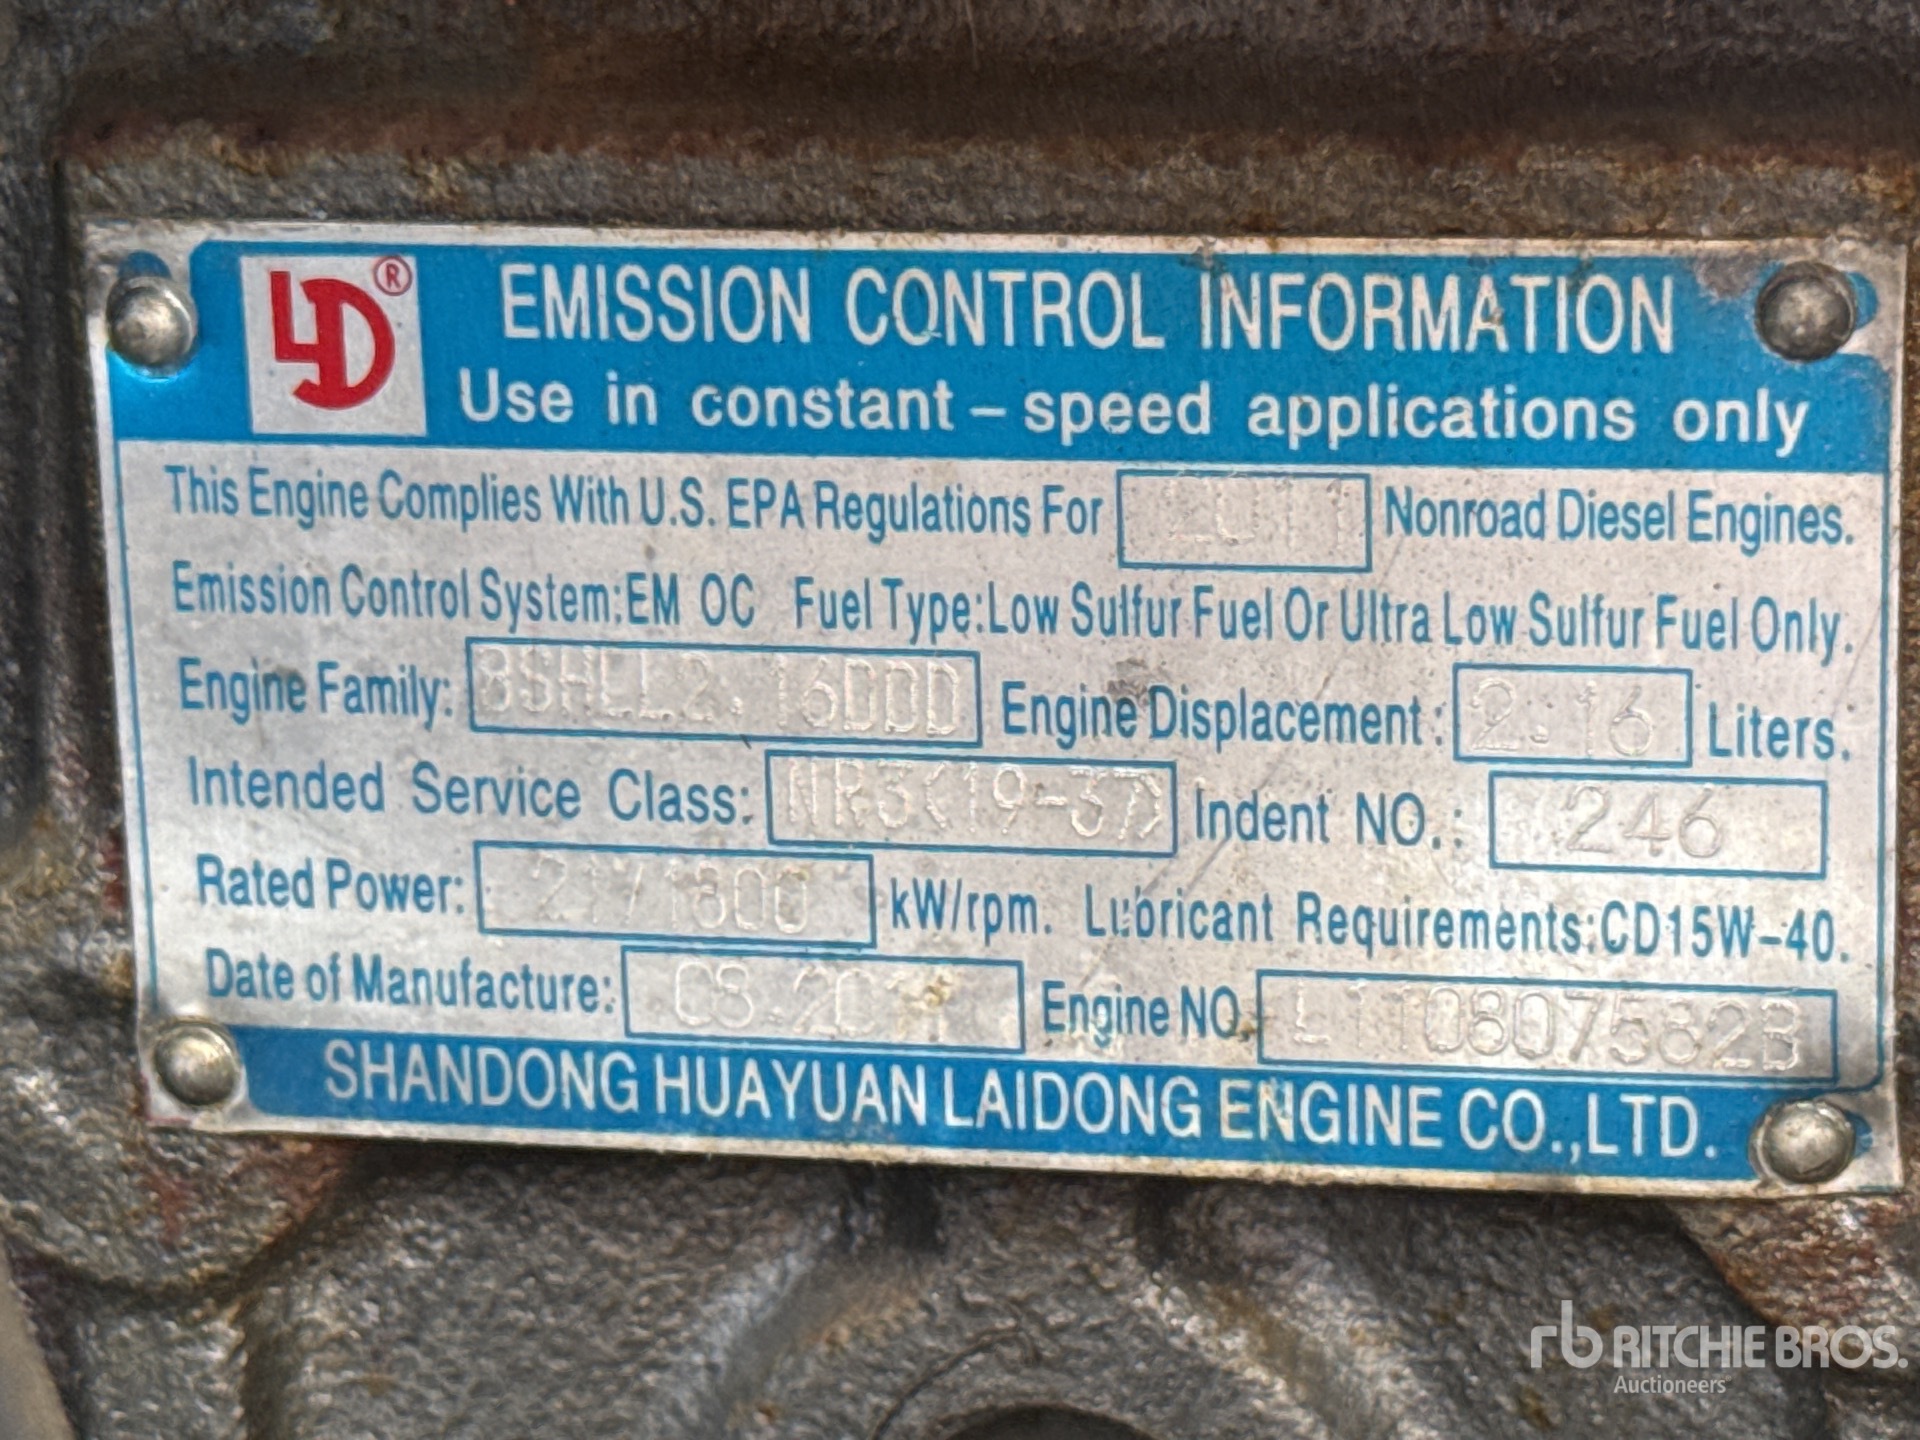 LD® EMISSION CONTROL INFORMATION
Use in constant-speed applications only
This Engine Complies With U.S. EPA Regulations For 2011 Nonroad Diesel Engines.
Emission Control System:EM OC Fuel Type:Low Sulfur Fuel Or Ultra Low Sulfur Fuel Only.
Engine Family: BSHLL2.16DDD Engine Displacement: 2.16 Liters.
Intended Service Class: NR3<19-37> Indent NO.: 246
Rated Power: 21/1800 kW/rpm. Lubricant Requirements:CD15W-40.
Date of Manufacture: 08.2011 Engine NO. L1108075823
SHANDONG HUAYUAN LAIDONG ENGINE CO.,LTD.
rb RITCHIE BROS.
Auctioneers